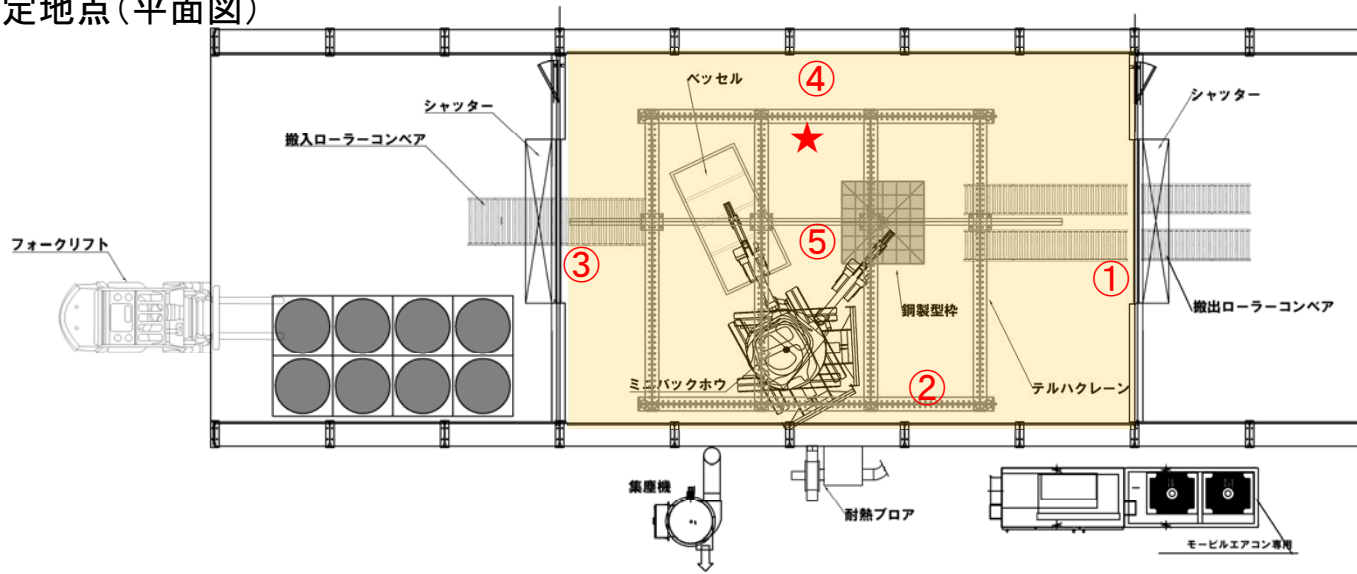 定地点(平面図)
ベッセル
④
シャッター
シャッター
搬入ローラーコンベア
★
フォークリフト
⑤
③
①
鋼製型枠
搬出ローラーコンベア
ミニバックホウ
②
テルハクレーン
集塵機
耐熱ブロア
モービルエアコン専用